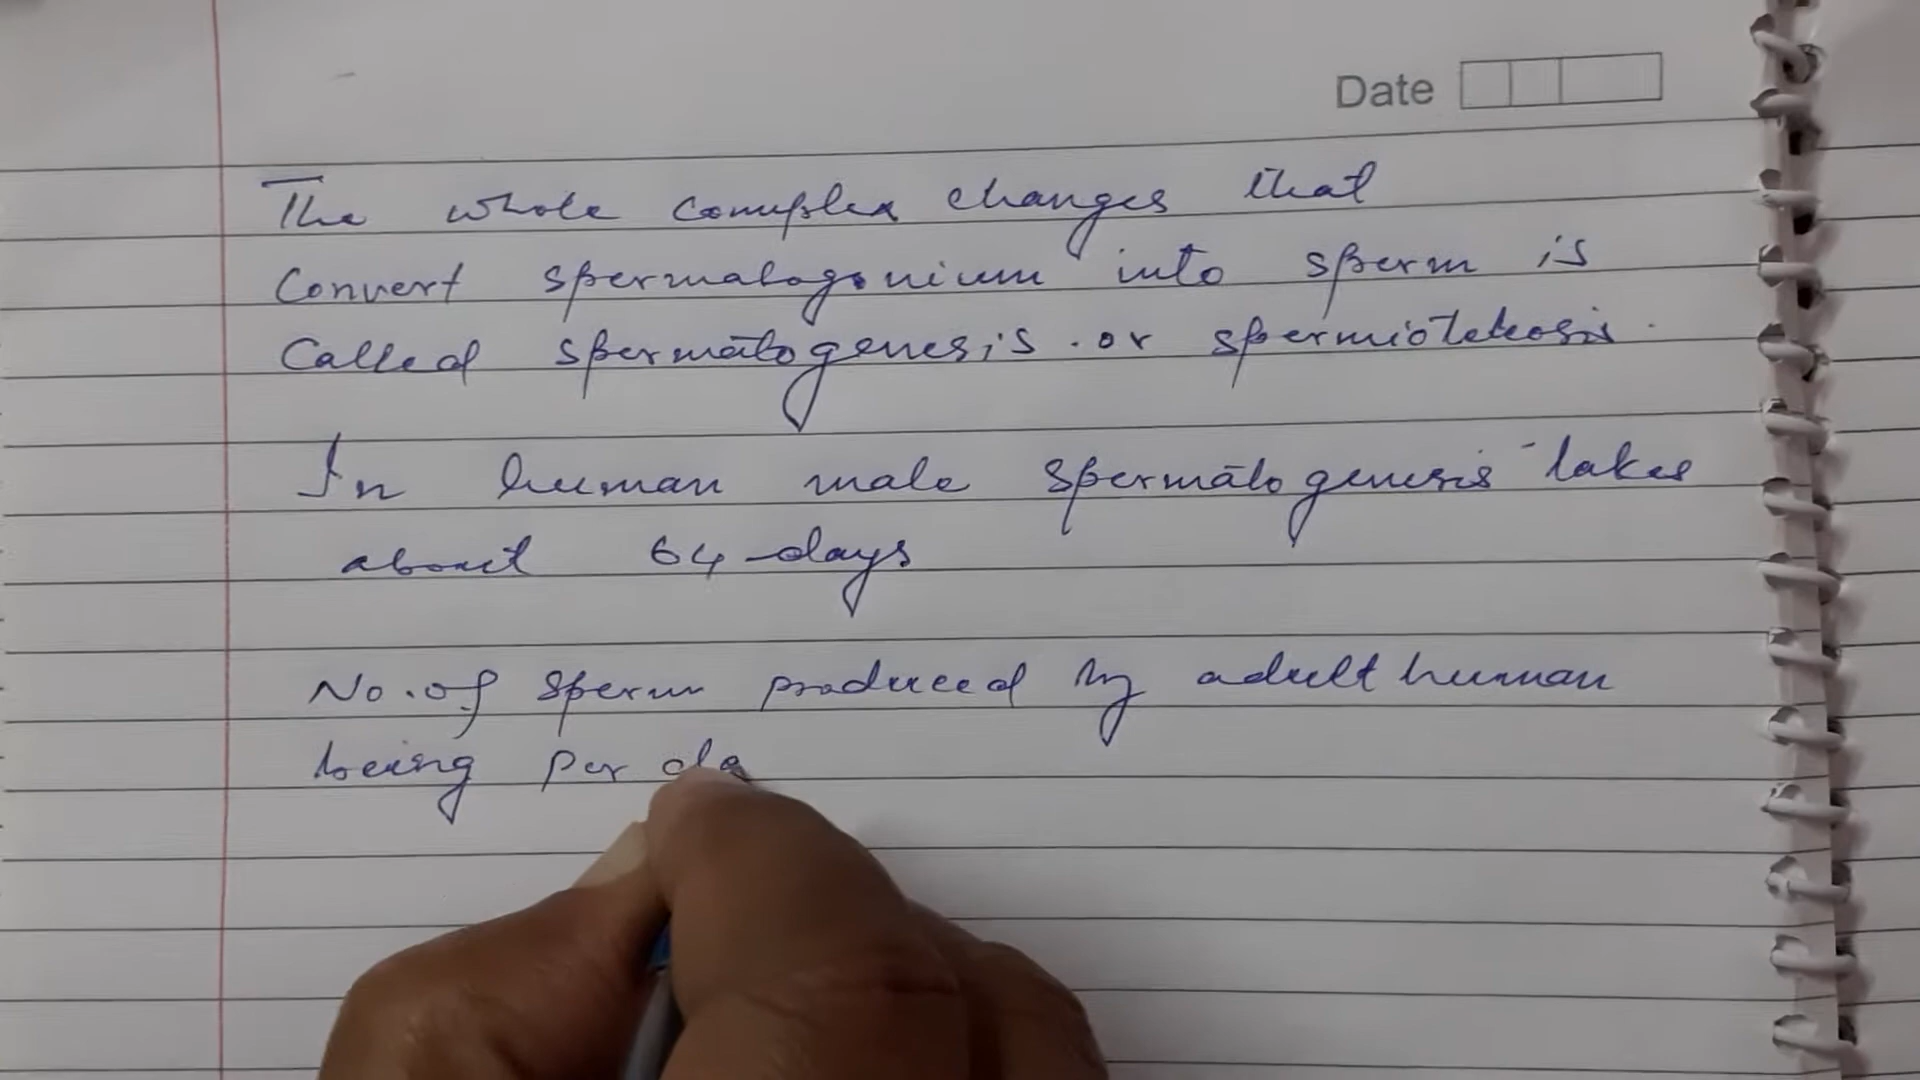 Date
The whole complex changes that
Convert spermatogonium into sperm is
Called spermatogenesis. or spermioteleosis.
In human male spermatogenesis takes
about 64 days
No. of sperm produced by adult human
being per da